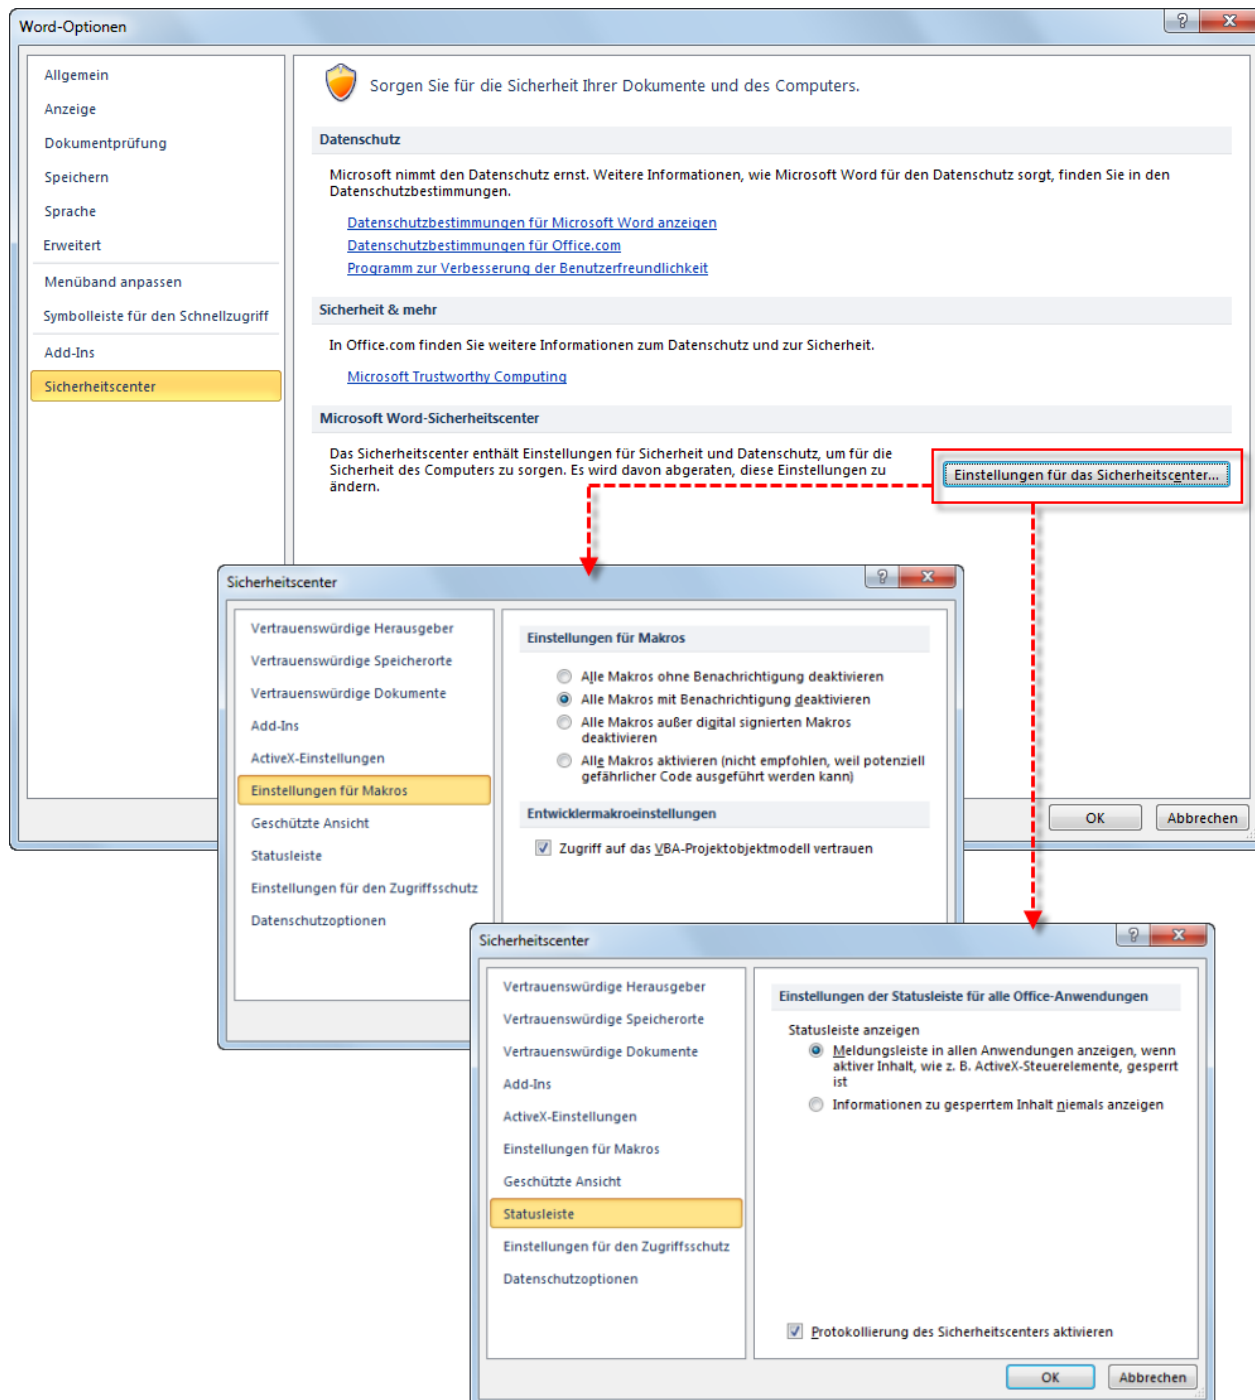 Word-Optionen
Allgemein
Anzeige
Dokumentprüfung
Speichern
Sprache
Erweitert
Menüband anpassen
Symbolleiste für den Schnellzugriff
Add-Ins
Sicherheitscenter
Sorgen Sie für die Sicherheit Ihrer Dokumente und des Computers.
Datenschutz
Microsoft nimmt den Datenschutz ernst. Weitere Informationen, wie Microsoft Word für den Datenschutz sorgt, finden Sie in den
Datenschutzbestimmungen.
Datenschutzbestimmungen für Microsoft Word anzeigen
Datenschutzbestimmungen für Office.com
Programm zur Verbesserung der Benutzerfreundlichkeit
Sicherheit & mehr
In Office.com finden Sie weitere Informationen zum Datenschutz und zur Sicherheit.
Microsoft Trustworthy Computing
Microsoft Word-Sicherheitscenter
Das Sicherheitscenter enthält Einstellungen für Sicherheit und Datenschutz, um für die
Sicherheit des Computers zu sorgen. Es wird davon abgeraten, diese Einstellungen zu
ändern.
Einstellungen für das Sicherheitscenter...
OK
Abbrechen
Sicherheitscenter
Vertrauenswürdige Herausgeber
Vertrauenswürdige Speicherorte
Vertrauenswürdige Dokumente
Add-Ins
ActiveX-Einstellungen
Einstellungen für Makros
Geschützte Ansicht
Statusleiste
Einstellungen für den Zugriffsschutz
Datenschutzoptionen
Einstellungen für Makros
Alle Makros ohne Benachrichtigung deaktivieren
Alle Makros mit Benachrichtigung deaktivieren
Alle Makros außer digital signierten Makros
deaktivieren
Alle Makros aktivieren (nicht empfohlen, weil potenziell
gefährlicher Code ausgeführt werden kann)
Entwicklermakroeinstellungen
Zugriff auf das VBA-Projektobjektmodell vertrauen
Sicherheitscenter
Vertrauenswürdige Herausgeber
Vertrauenswürdige Speicherorte
Vertrauenswürdige Dokumente
Add-Ins
ActiveX-Einstellungen
Einstellungen für Makros
Geschützte Ansicht
Statusleiste
Einstellungen für den Zugriffsschutz
Datenschutzoptionen
Einstellungen der Statusleiste für alle Office-Anwendungen
Statusleiste anzeigen
Meldungsleiste in allen Anwendungen anzeigen, wenn
aktiver Inhalt, wie z. B. ActiveX-Steuerelemente, gesperrt
ist
Informationen zu gesperrtem Inhalt niemals anzeigen
Protokollierung des Sicherheitscenters aktivieren
OK
Abbrechen